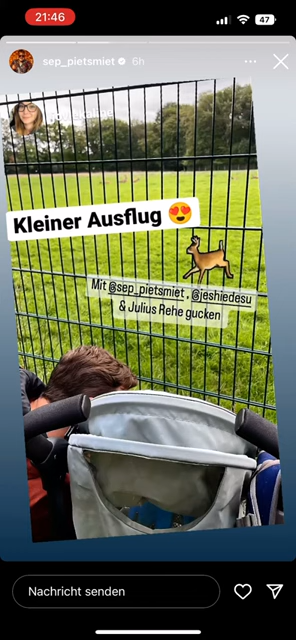 21:46
47
sep_pietsmiet 6h
Kleiner Ausflug 😍
Mit @sep_pietsmiet , @jeshiedesu
& Julius Rehe gucken
Nachricht senden